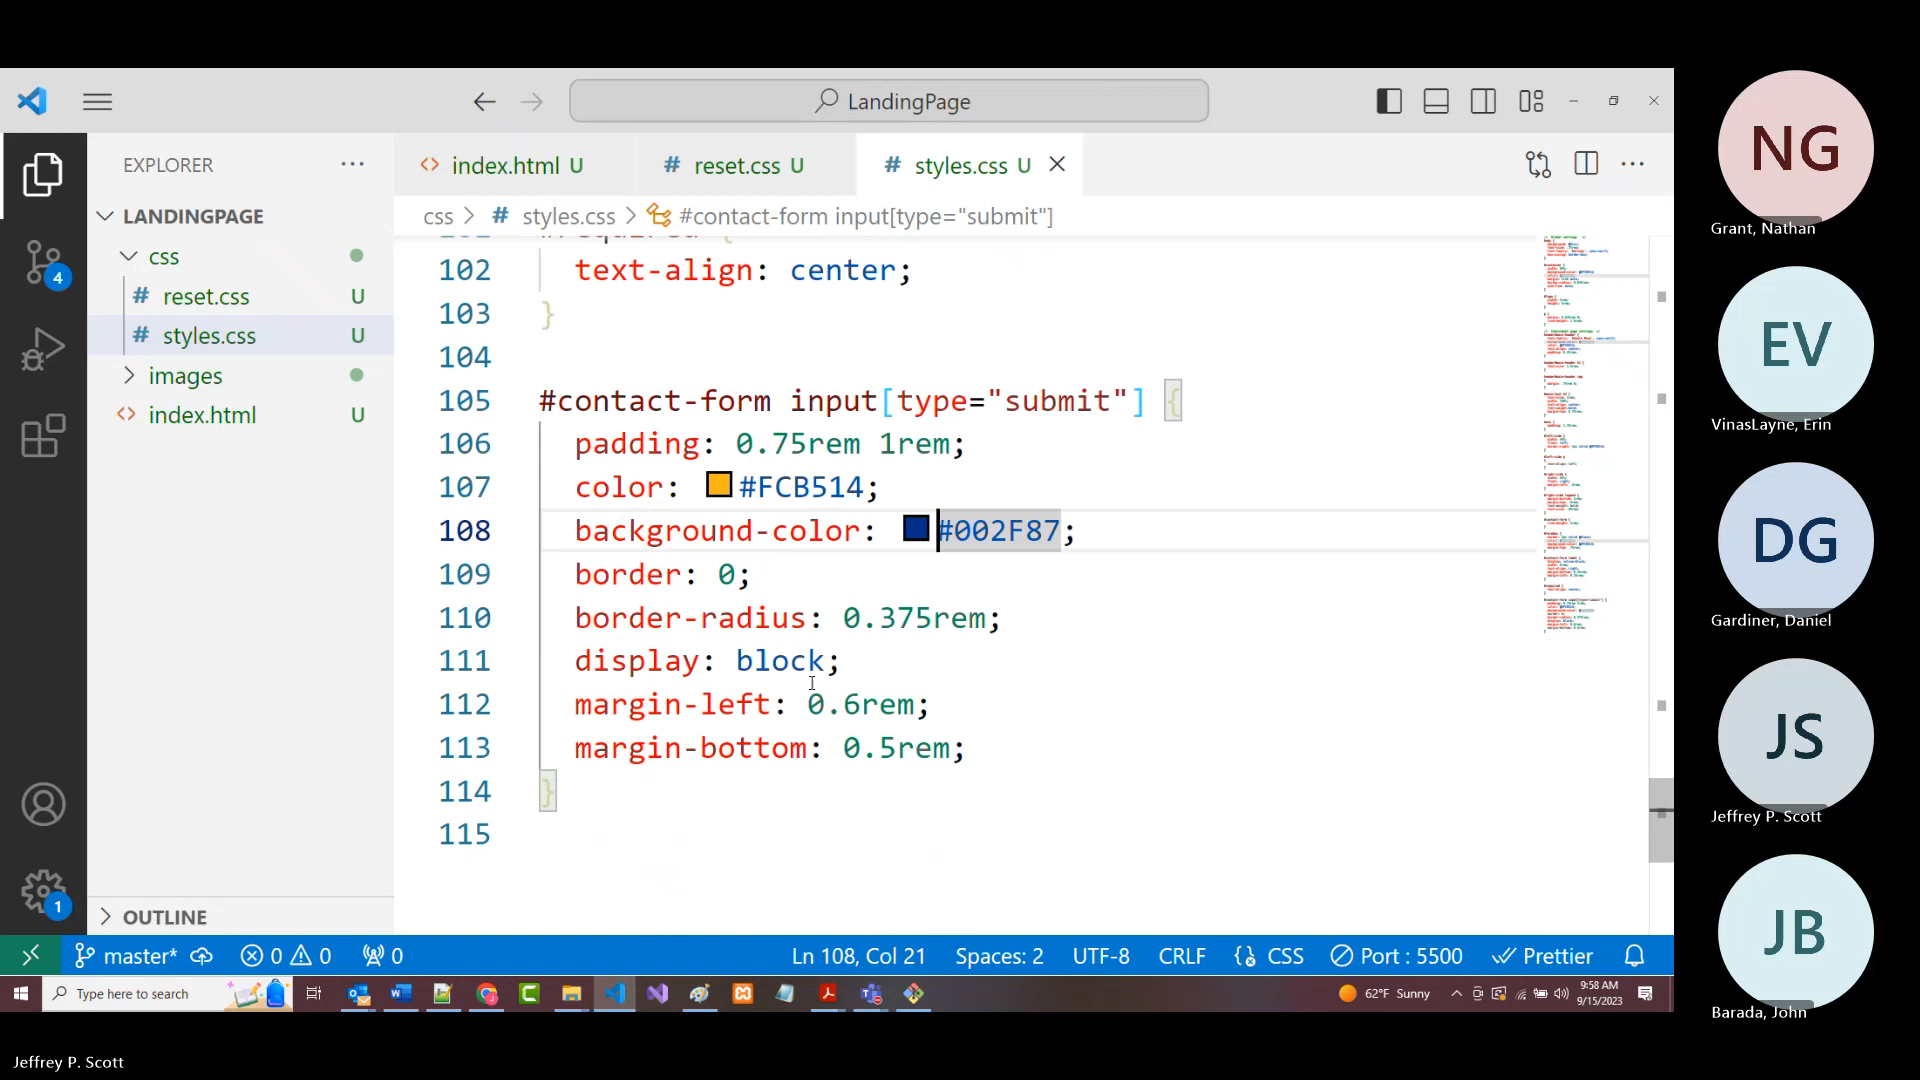 LandingPage
EXPLORER
LANDINGPAGE
css
# reset.css U
# styles.css U
images
index.html U
OUTLINE
4
1
<> index.html U
# reset.css U
# styles.css U
css > # styles.css > #contact-form input[type="submit"]
102 text-align: center;
103 }
104
105 #contact-form input[type="submit"] {
106 padding: 0.75rem 1rem;
107 color: #FCB514;
108 background-color: #002F87;
109 border: 0;
110 border-radius: 0.375rem;
111 display: block;
112 margin-left: 0.6rem;
113 margin-bottom: 0.5rem;
114 }
115
master* 0 0 0 Ln 108, Col 21 Spaces: 2 UTF-8 CRLF CSS Port : 5500 Prettier
Type here to search
62°F Sunny
9:58 AM
9/15/2023
NG
Grant, Nathan
EV
VinasLayne, Erin
DG
Gardiner, Daniel
JS
Jeffrey P. Scott
JB
Barada, John
Jeffrey P. Scott